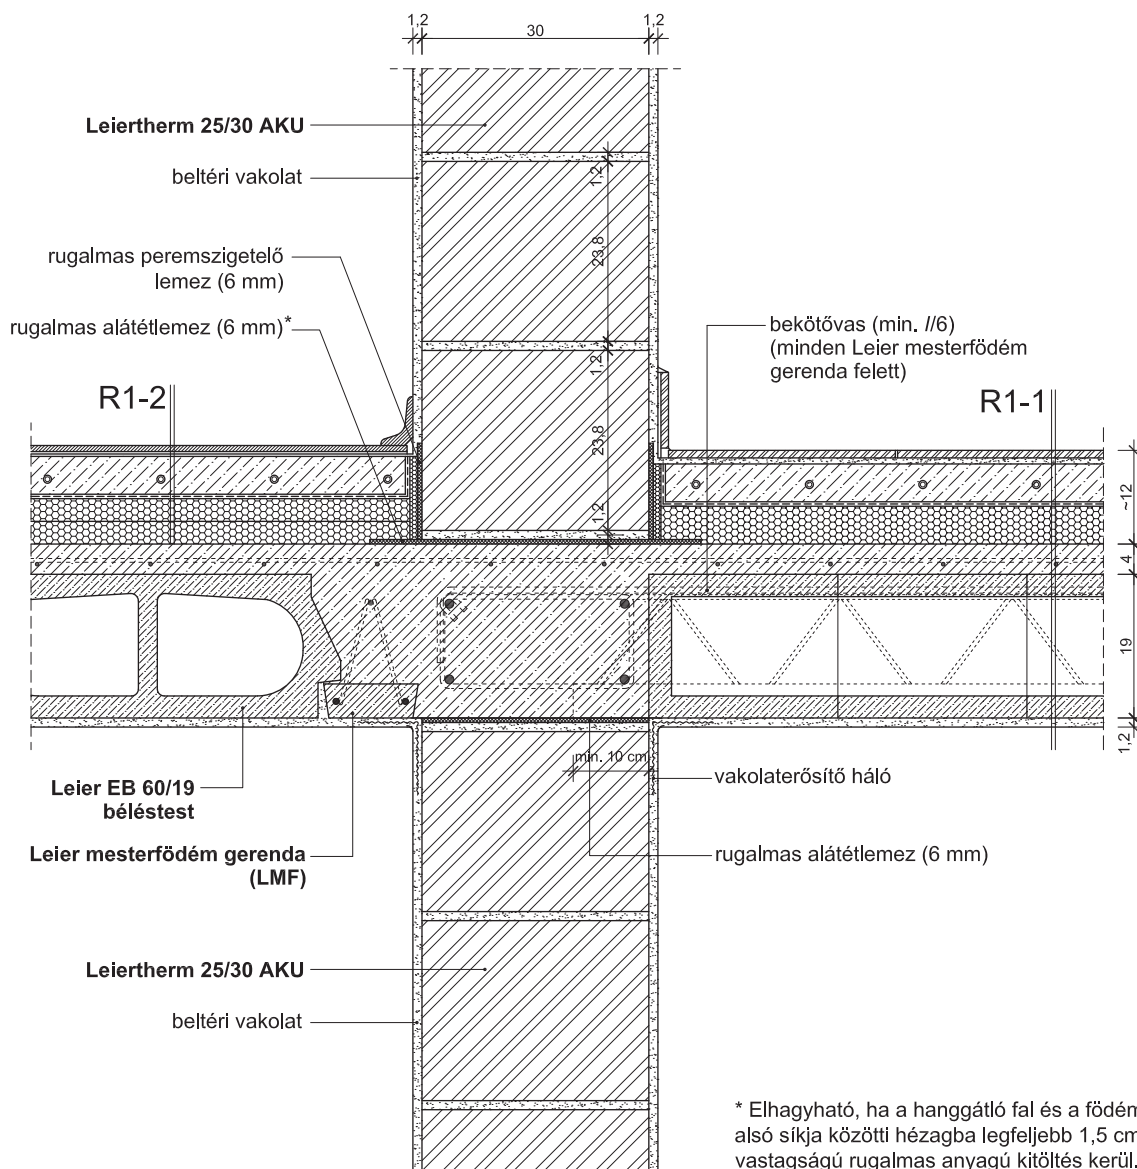 1,2
30
1,2
Leiertherm 25/30 AKU
beltéri vakolat
1,2
rugalmas peremszigetelő
lemez (6 mm)
23,8
rugalmas alátétlemez (6 mm)*
bekötővas (min. l/6)
(minden Leier mesterfödém
gerenda felett)
1,2
R1-2
R1-1
23,8
1,2
~12
4
19
1,2
min. 10 cm
vakolaterősítő háló
Leier EB 60/19
béléstest
Leier mesterfödém gerenda
(LMF)
rugalmas alátétlemez (6 mm)
Leiertherm 25/30 AKU
beltéri vakolat
* Elhagyható, ha a hanggátló fal és a födém
alsó síkja közötti hézagba legfeljebb 1,5 cm
vastagságú rugalmas anyagú kitöltés kerül.